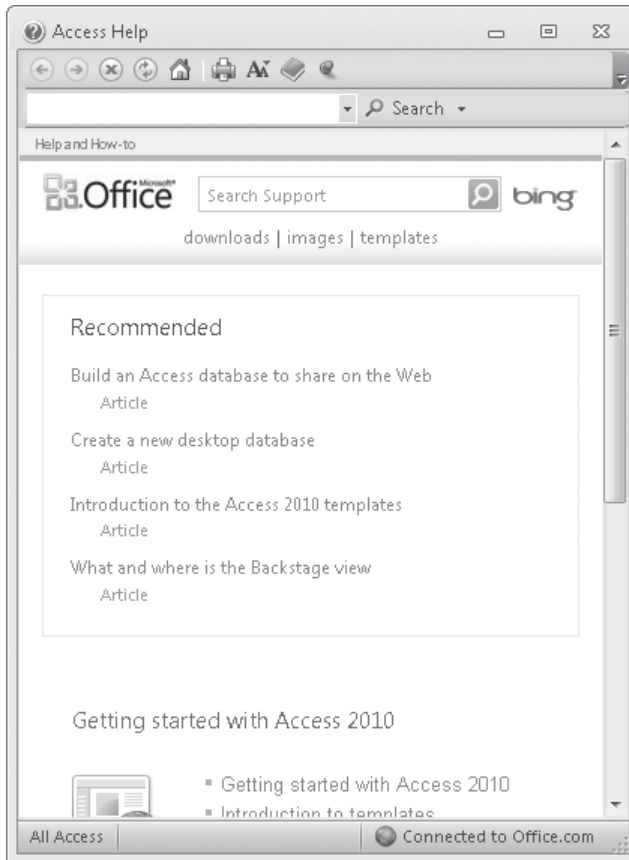 Access Help
Search
Help and How-to
Microsoft
Office
Search Support
bing
downloads | images | templates
Recommended
Build an Access database to share on the Web
Article
Create a new desktop database
Article
Introduction to the Access 2010 templates
Article
What and where is the Backstage view
Article
Getting started with Access 2010
Getting started with Access 2010
Introduction to templates
All Access
Connected to Office.com